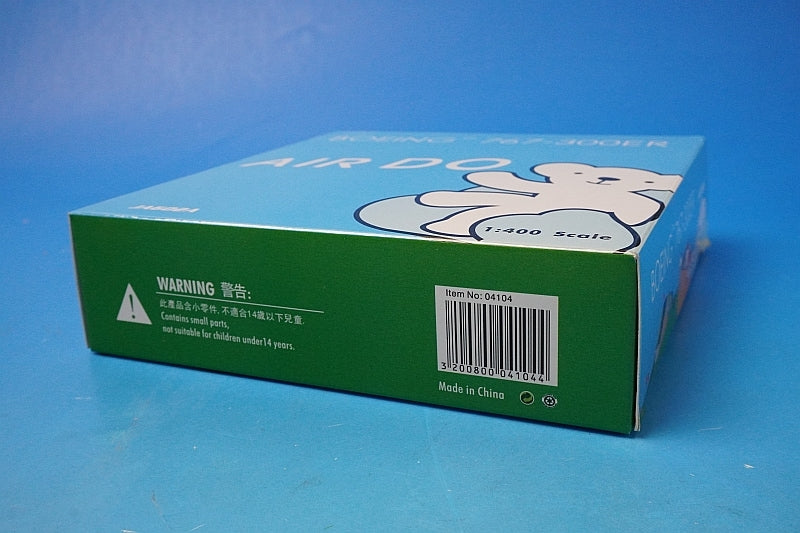 BOEING 767-300ER
AIR DO
1:400 Scale
WARNING 警告:
此產品含小零件,不適合14歲以下兒童.
Contains small parts,
not suitable for children under14 years.
Item No: 04104
3 200800 041044
Made in China
BOEING